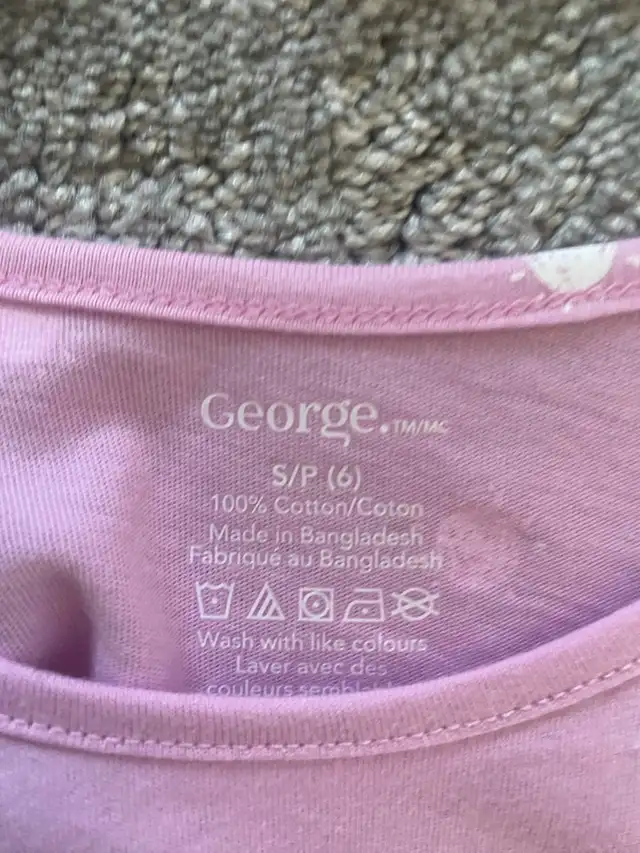 George.TM/MC
S/P (6)
100% Cotton/Coton
Made in Bangladesh
Fabriqué au Bangladesh
Wash with like colours
Laver avec des
couleurs